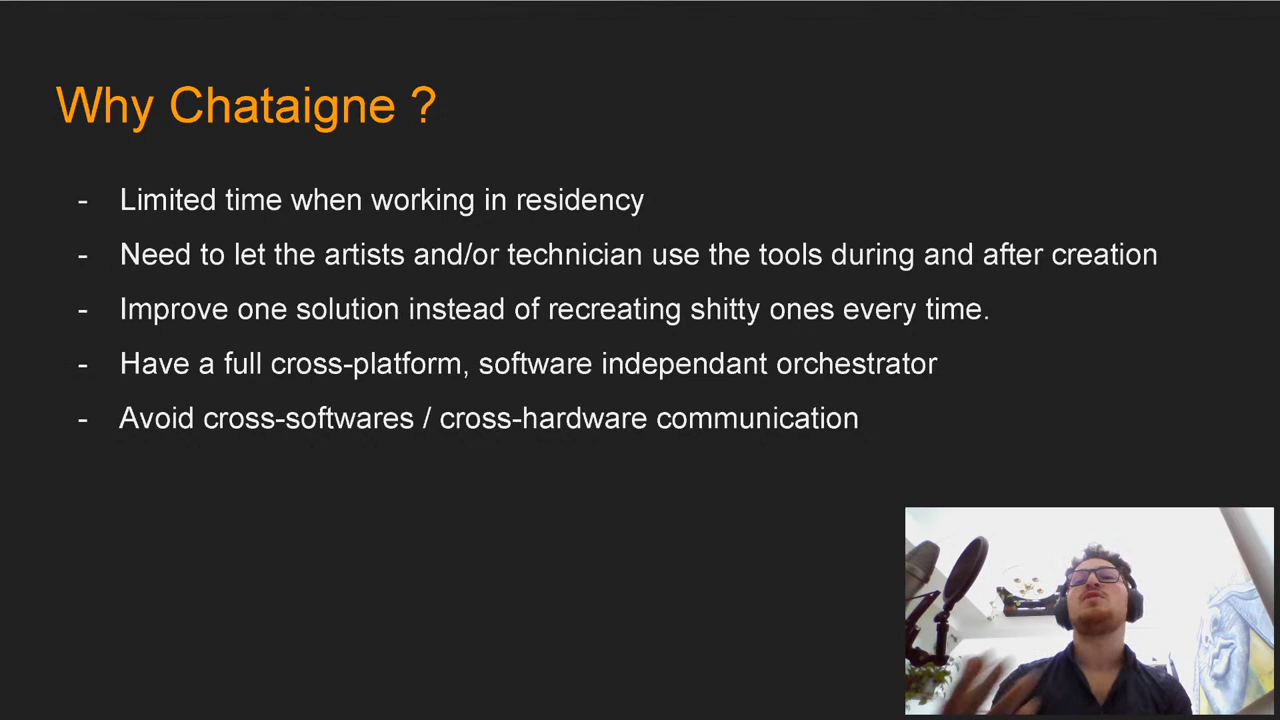 Why Chataigne ?
- Limited time when working in residency
- Need to let the artists and/or technician use the tools during and after creation
- Improve one solution instead of recreating shitty ones every time.
- Have a full cross-platform, software independant orchestrator
- Avoid cross-softwares / cross-hardware communication